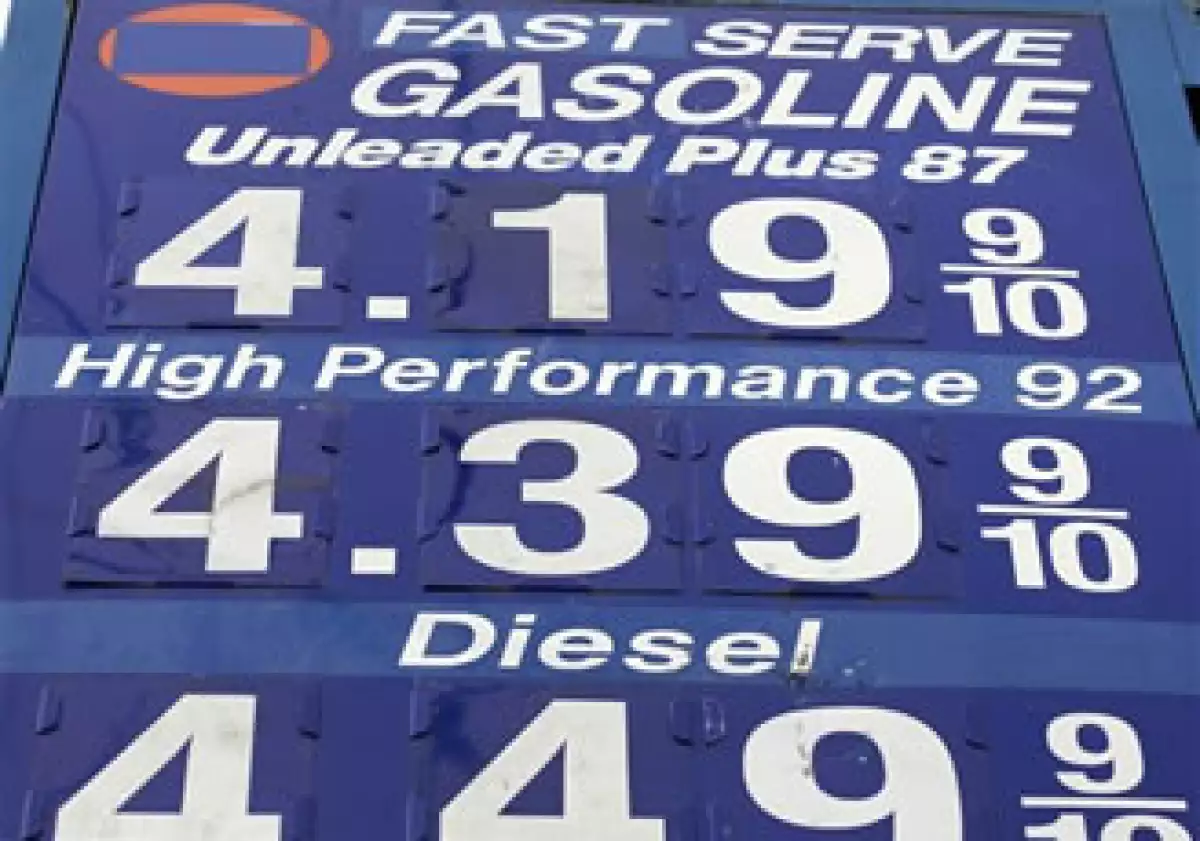 FAST SERVE
GASOLINE
Unleaded Plus 87
4.19 9/10
High Performance 92
4.39 9/10
Diesel
4 49 9/10